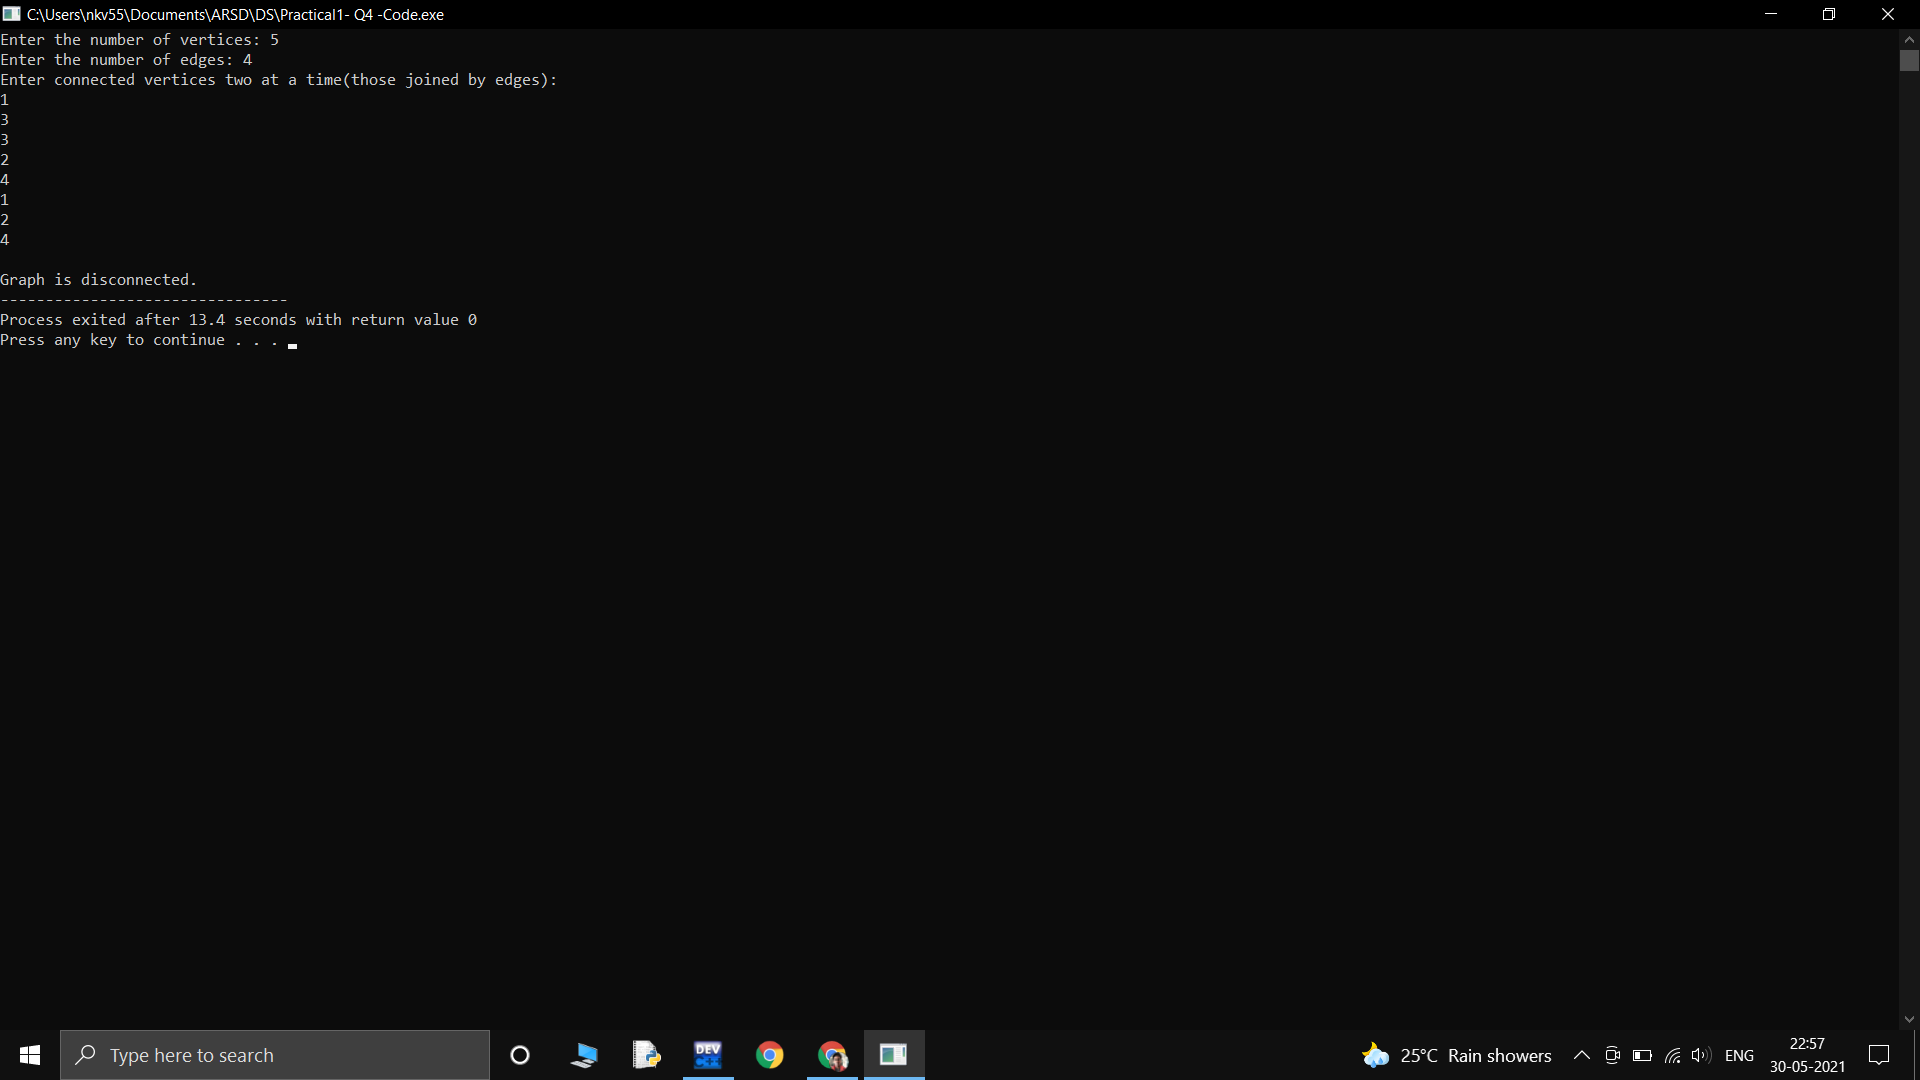 C:\Users\nkv55\Documents\ARSD\DS\Practical1- Q4 -Code.exe
Enter the number of vertices: 5
Enter the number of edges: 4
Enter connected vertices two at a time(those joined by edges):
1
3
3
2
4
1
2
4
Graph is disconnected.
--------------------------------
Process exited after 13.4 seconds with return value 0
Press any key to continue . . .
Type here to search
DEV
C++
25°C Rain showers
ENG
22:57
30-05-2021